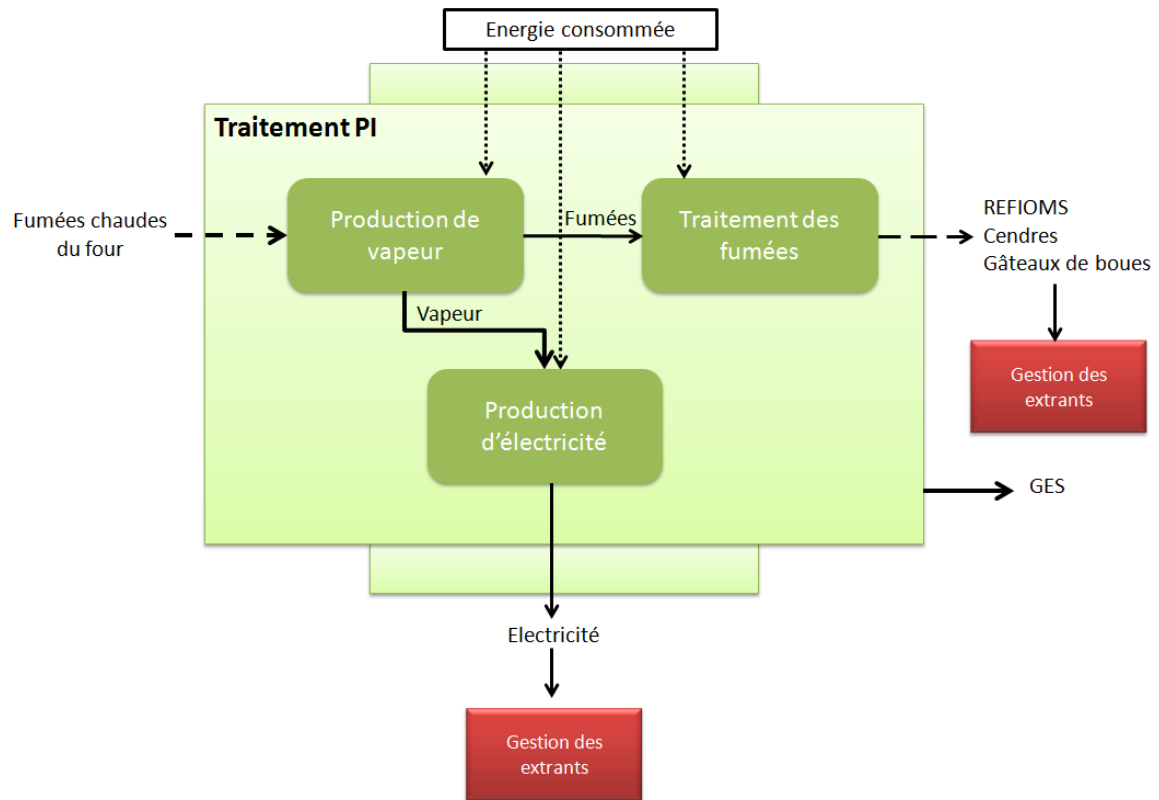 Energie consommée
Traitement PI
Fumées chaudes
du four
Production de
vapeur
Fumées
Traitement des
fumées
REFIOMS
Cendres
Gâteaux de boues
Vapeur
Gestion des
extrants
Production
d’électricité
GES
Electricité
Gestion des
extrants